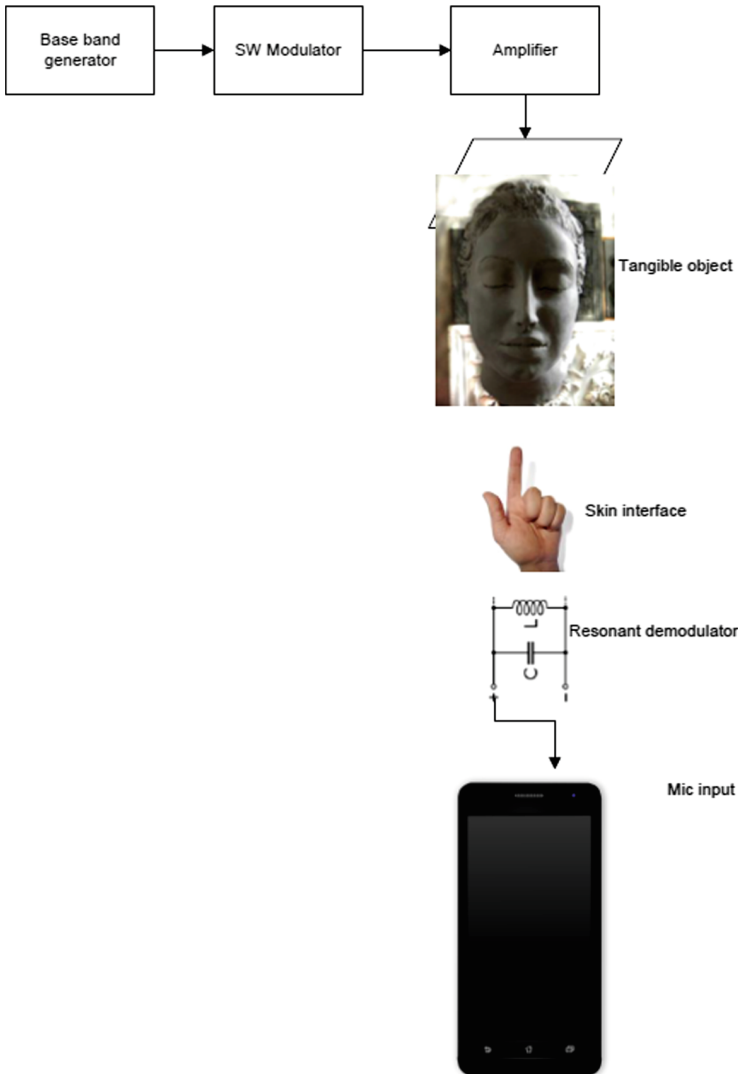 Base band
generator
SW Modulator
Amplifier
Tangible object
Skin interface
L
Resonant demodulator
C
+
-
Mic input